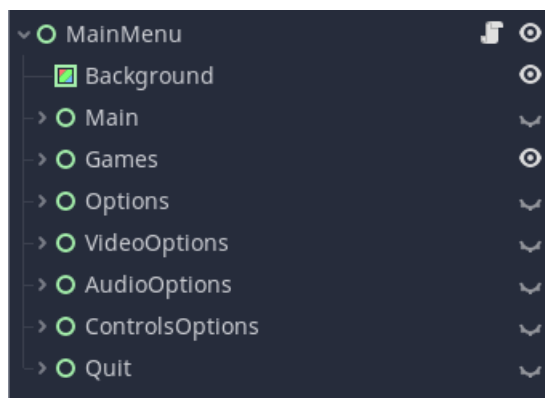 MainMenu
Background
Main
Games
Options
VideoOptions
AudioOptions
ControlsOptions
Quit